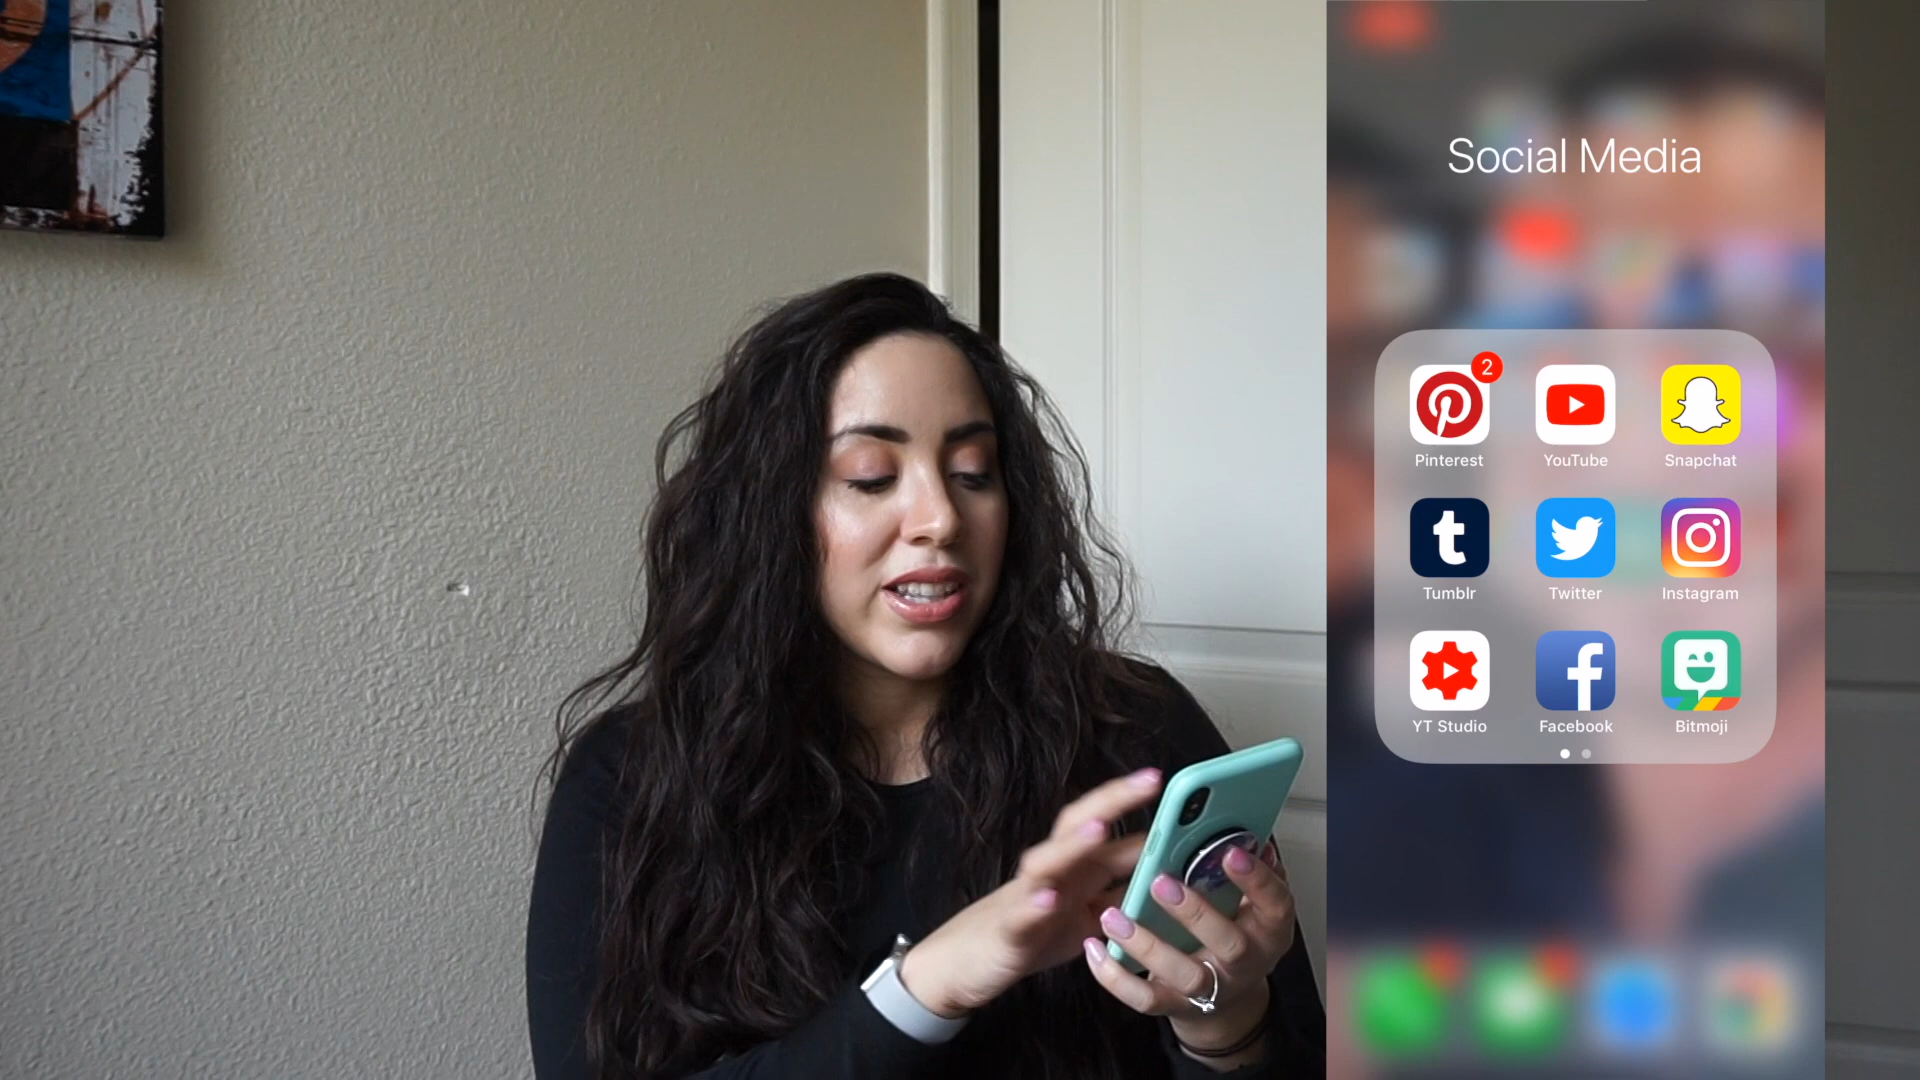 Social Media
2
Pinterest YouTube Snapchat
Tumblr Twitter Instagram
YT Studio Facebook Bitmoji